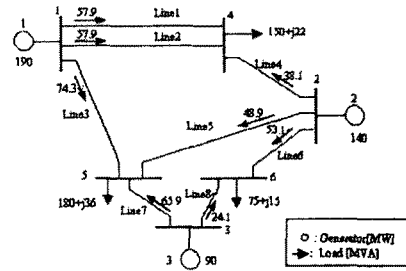 1
57.9
4
1
Line1
150+j22
57.9
190
Line2
Line4
38.1
2
74.3
Line3
48.9
2
Line5
53.1
Line6
140
5
6
180+j36
Line7
65.9
Line8
24.1
75+j15
3
3
90
O : Generator[MW]
: Load [MVA]